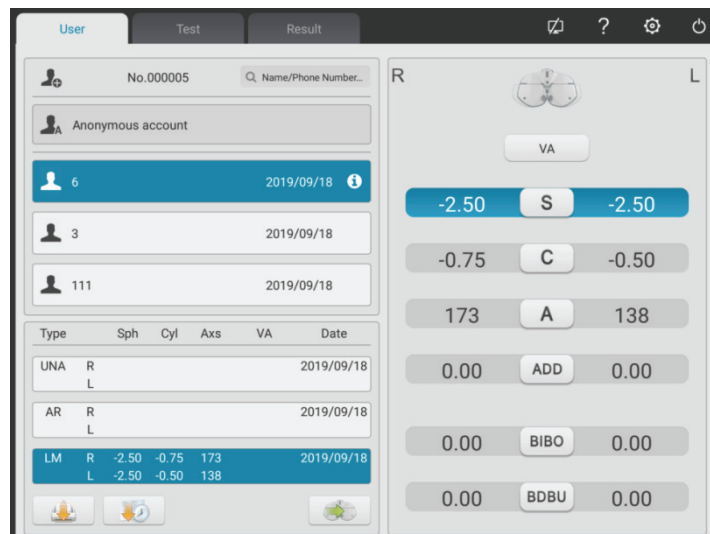 User Test Result ?
No.000005 Name/Phone Number...
Anonymous account
6 2019/09/18
3 2019/09/18
111 2019/09/18
Type Sph Cyl Axs VA Date
UNA R 2019/09/18
L
AR R 2019/09/18
L
LM R -2.50 -0.75 173 2019/09/18
L -2.50 -0.50 138
R L
VA
-2.50 S -2.50
-0.75 C -0.50
173 A 138
0.00 ADD 0.00
0.00 BIBO 0.00
0.00 BDBU 0.00